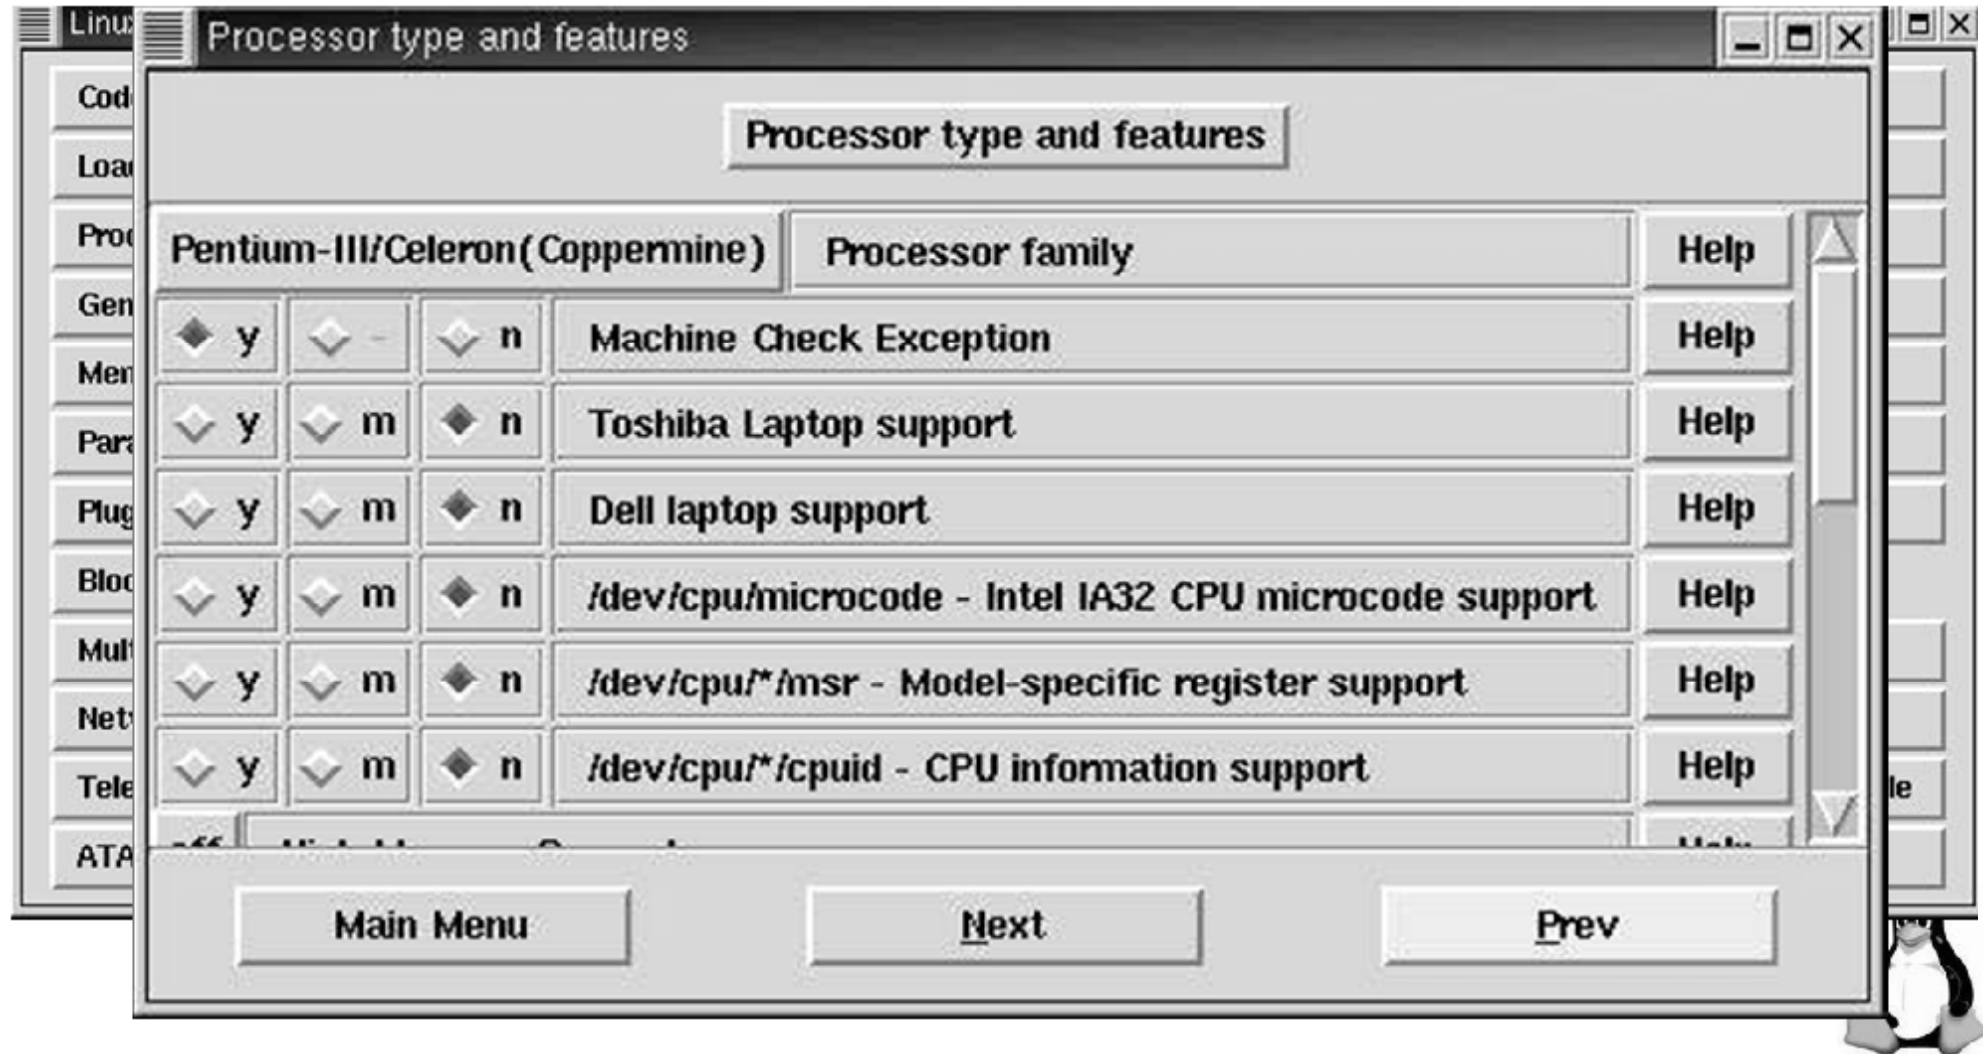 Processor type and features
Processor type and features
Pentium-III/Celeron(Coppermine) Processor family Help
y - n Machine Check Exception Help
y m n Toshiba Laptop support Help
y m n Dell laptop support Help
y m n /dev/cpu/microcode - Intel IA32 CPU microcode support Help
y m n /dev/cpu/*/msr - Model-specific register support Help
y m n /dev/cpu/*/cpuid - CPU information support Help
Main Menu Next Prev